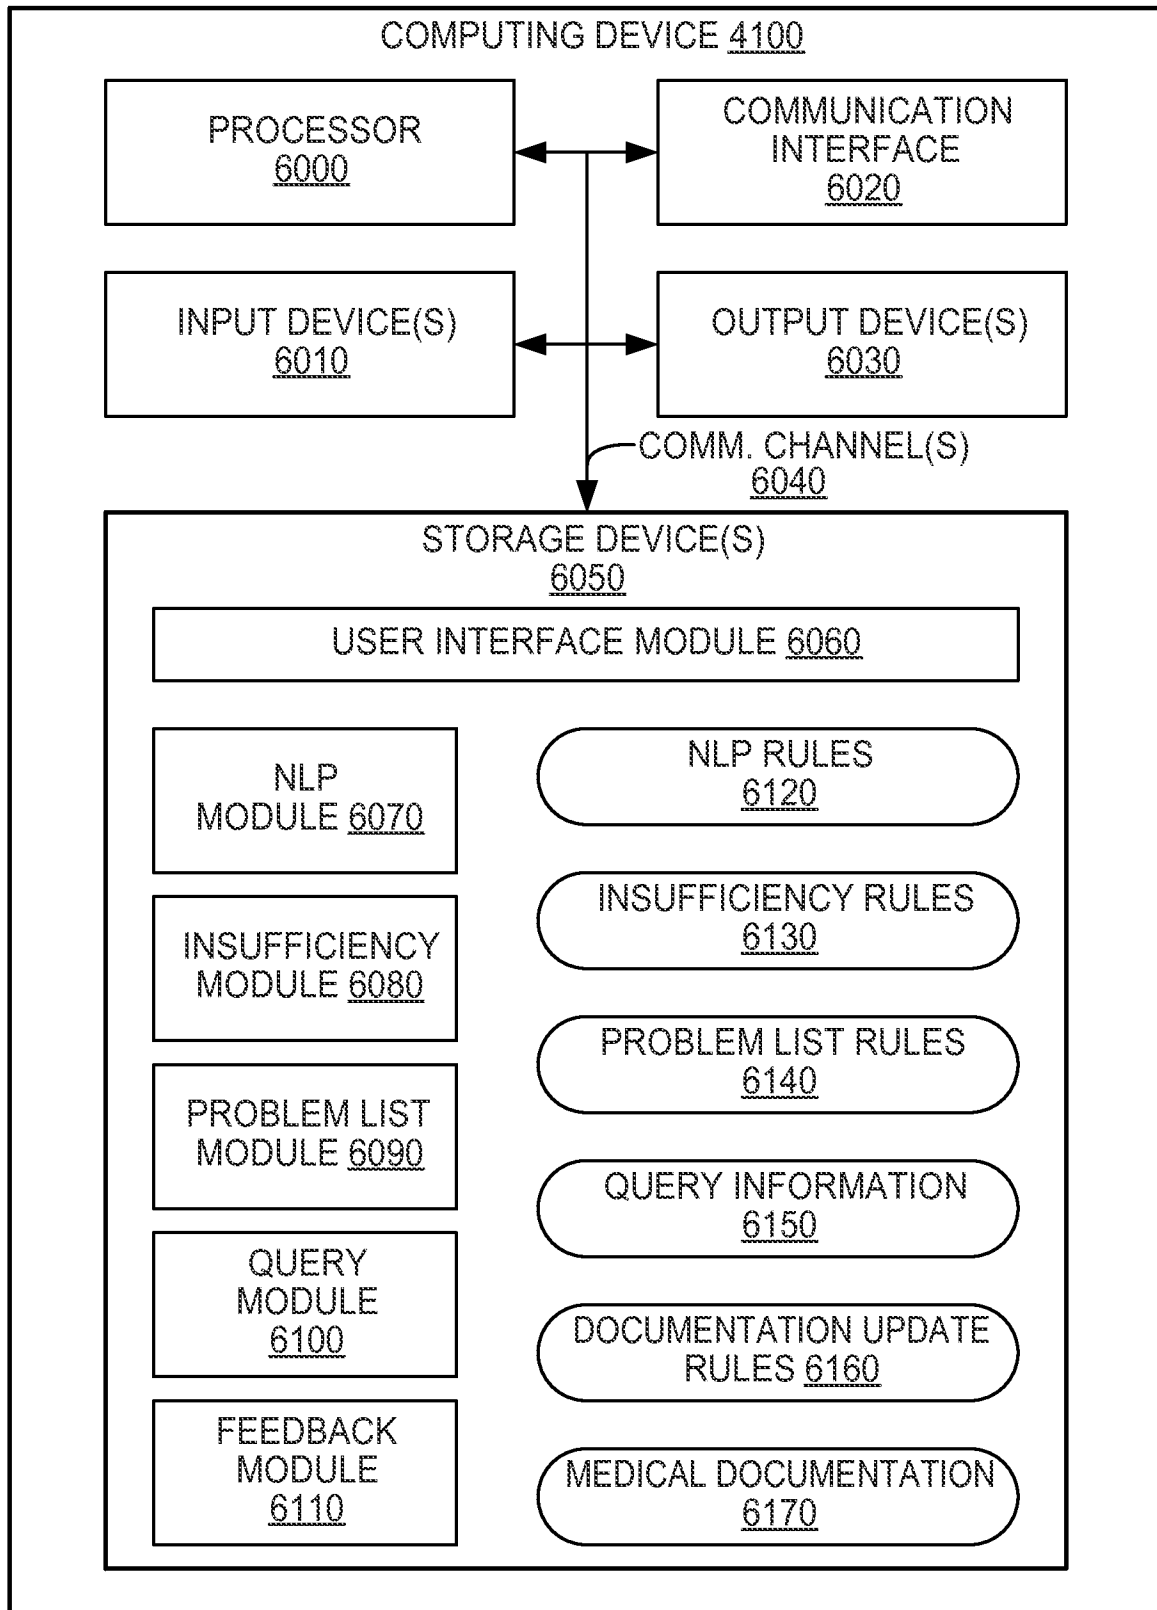 COMPUTING DEVICE 4100
PROCESSOR
6000
COMMUNICATION
INTERFACE
6020
INPUT DEVICE(S)
6010
OUTPUT DEVICE(S)
6030
COMM. CHANNEL(S)
6040
STORAGE DEVICE(S)
6050
USER INTERFACE MODULE 6060
NLP
MODULE 6070
INSUFFICIENCY
MODULE 6080
PROBLEM LIST
MODULE 6090
QUERY
MODULE
6100
FEEDBACK
MODULE
6110
NLP RULES
6120
INSUFFICIENCY RULES
6130
PROBLEM LIST RULES
6140
QUERY INFORMATION
6150
DOCUMENTATION UPDATE
RULES 6160
MEDICAL DOCUMENTATION
6170